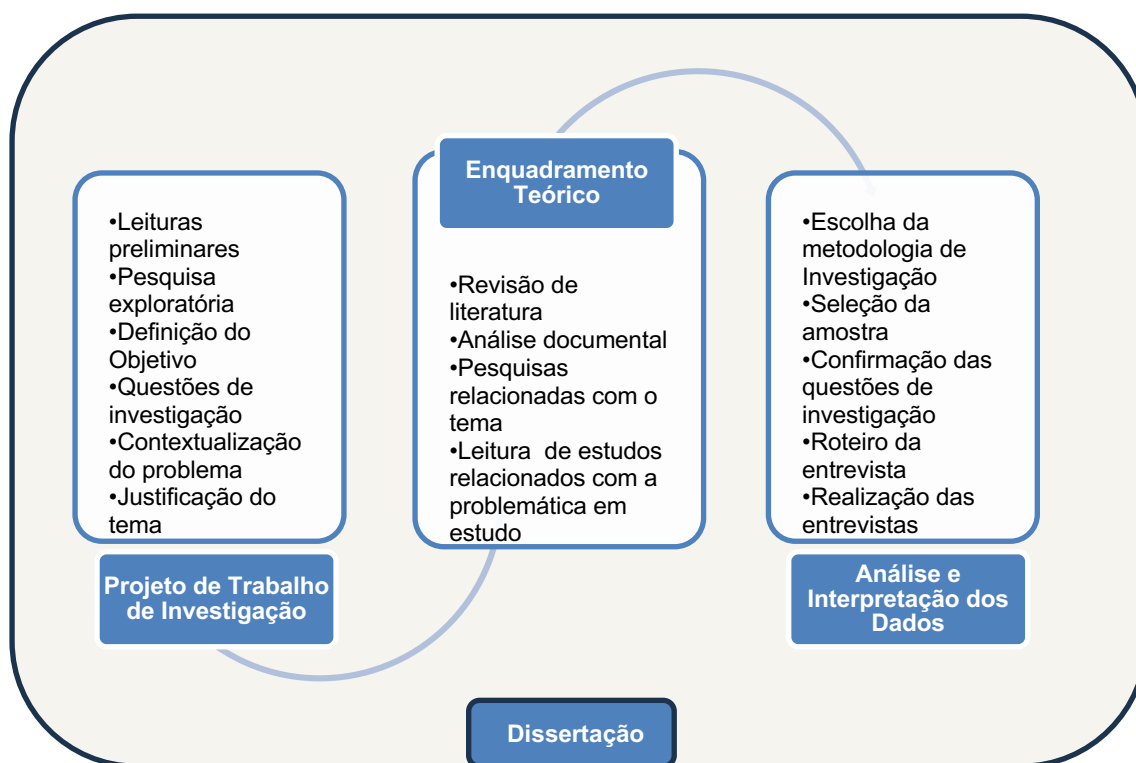 •Leituras
preliminares
•Pesquisa
exploratória
•Definição do
Objetivo
•Questões de
investigação
•Contextualização
do problema
•Justificação do
tema
Projeto de Trabalho
de Investigação
Enquadramento
Teórico
•Revisão de
literatura
•Análise documental
•Pesquisas
relacionadas com o
tema
•Leitura de estudos
relacionados com a
problemática em
estudo
•Escolha da
metodologia de
Investigação
•Seleção da
amostra
•Confirmação das
questões de
investigação
•Roteiro da
entrevista
•Realização das
entrevistas
Análise e
Interpretação dos
Dados
Dissertação